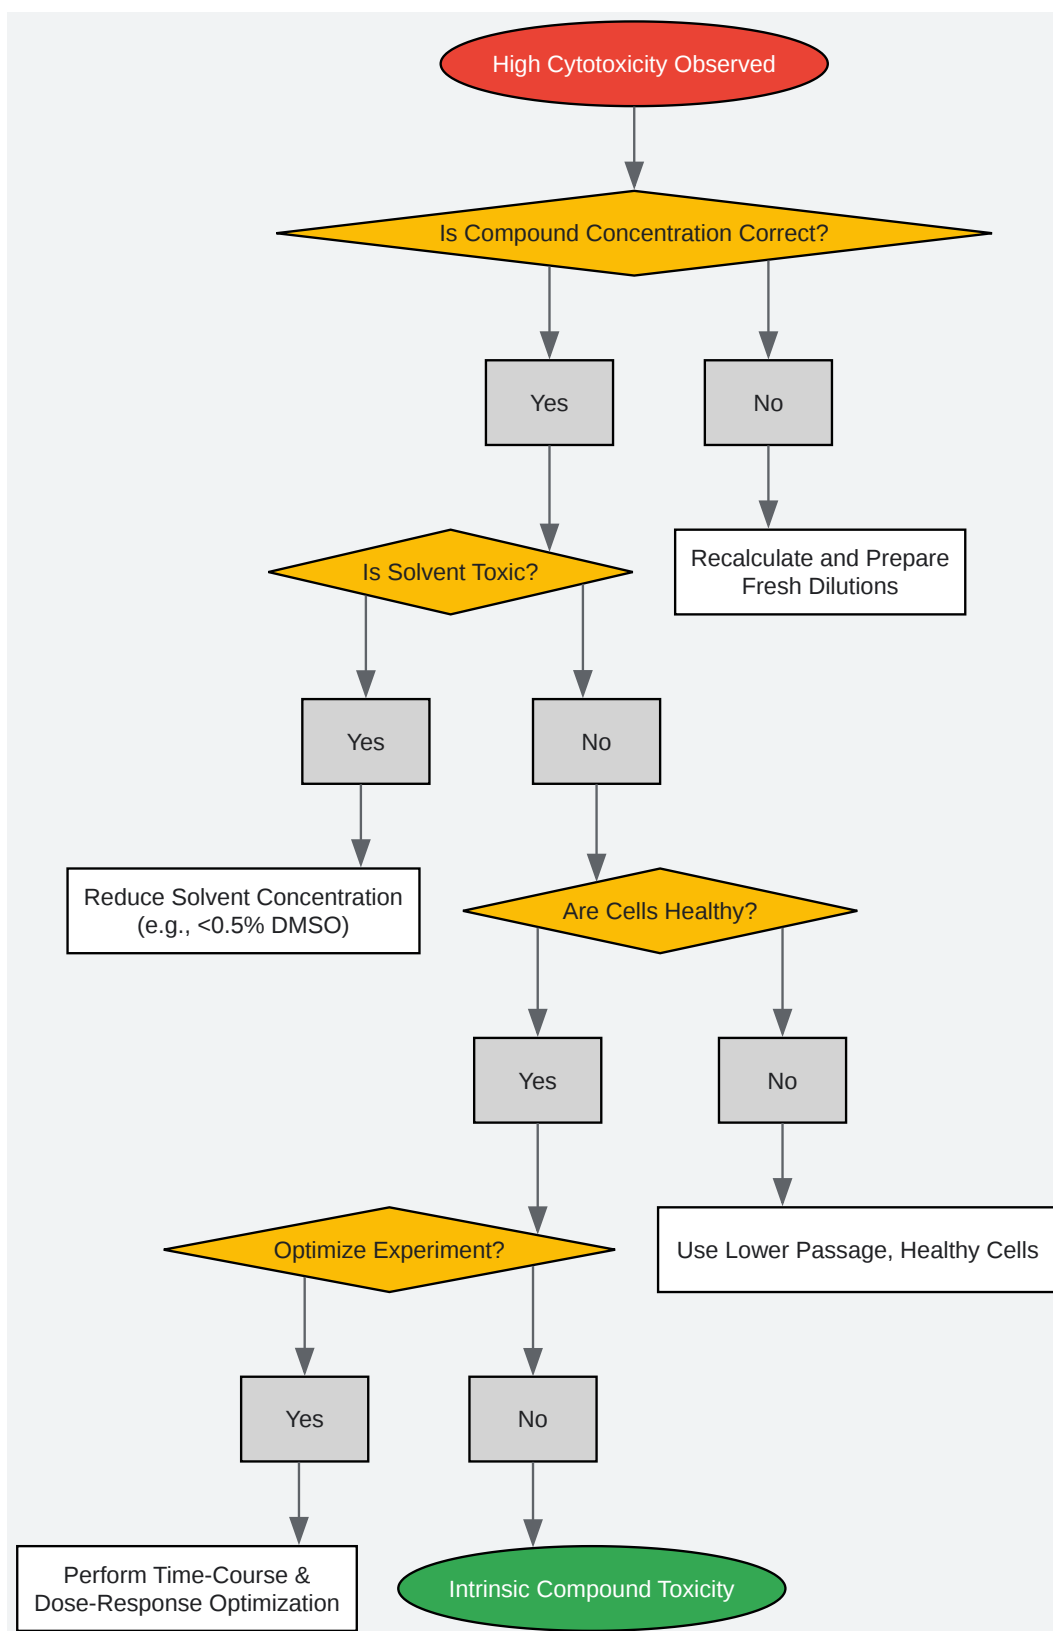 High Cytotoxicity Observed
Is Compound Concentration Correct?
Yes
No
Recalculate and Prepare
Fresh Dilutions
Is Solvent Toxic?
Yes
No
Reduce Solvent Concentration
(e.g., <0.5% DMSO)
Are Cells Healthy?
Yes
No
Use Lower Passage, Healthy Cells
Optimize Experiment?
Yes
No
Perform Time-Course &
Dose-Response Optimization
Intrinsic Compound Toxicity